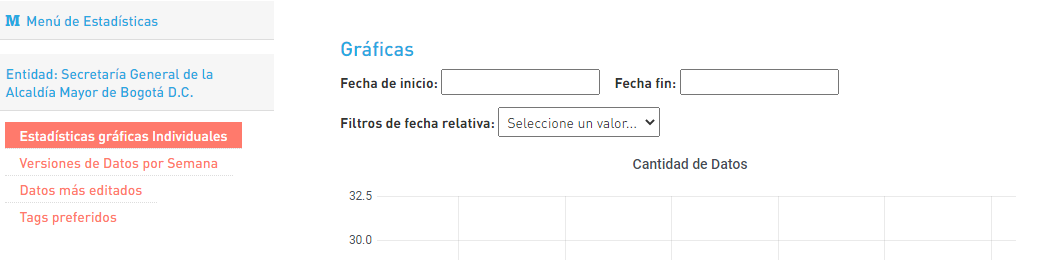 M Menú de Estadísticas
Entidad: Secretaría General de la
Alcaldía Mayor de Bogotá D.C.
Estadísticas gráficas Individuales
Versiones de Datos por Semana
Datos más editados
Tags preferidos
Gráficas
Fecha de inicio: Fecha fin:
Filtros de fecha relativa: Seleccione un valor...
Cantidad de Datos
32.5
30.0